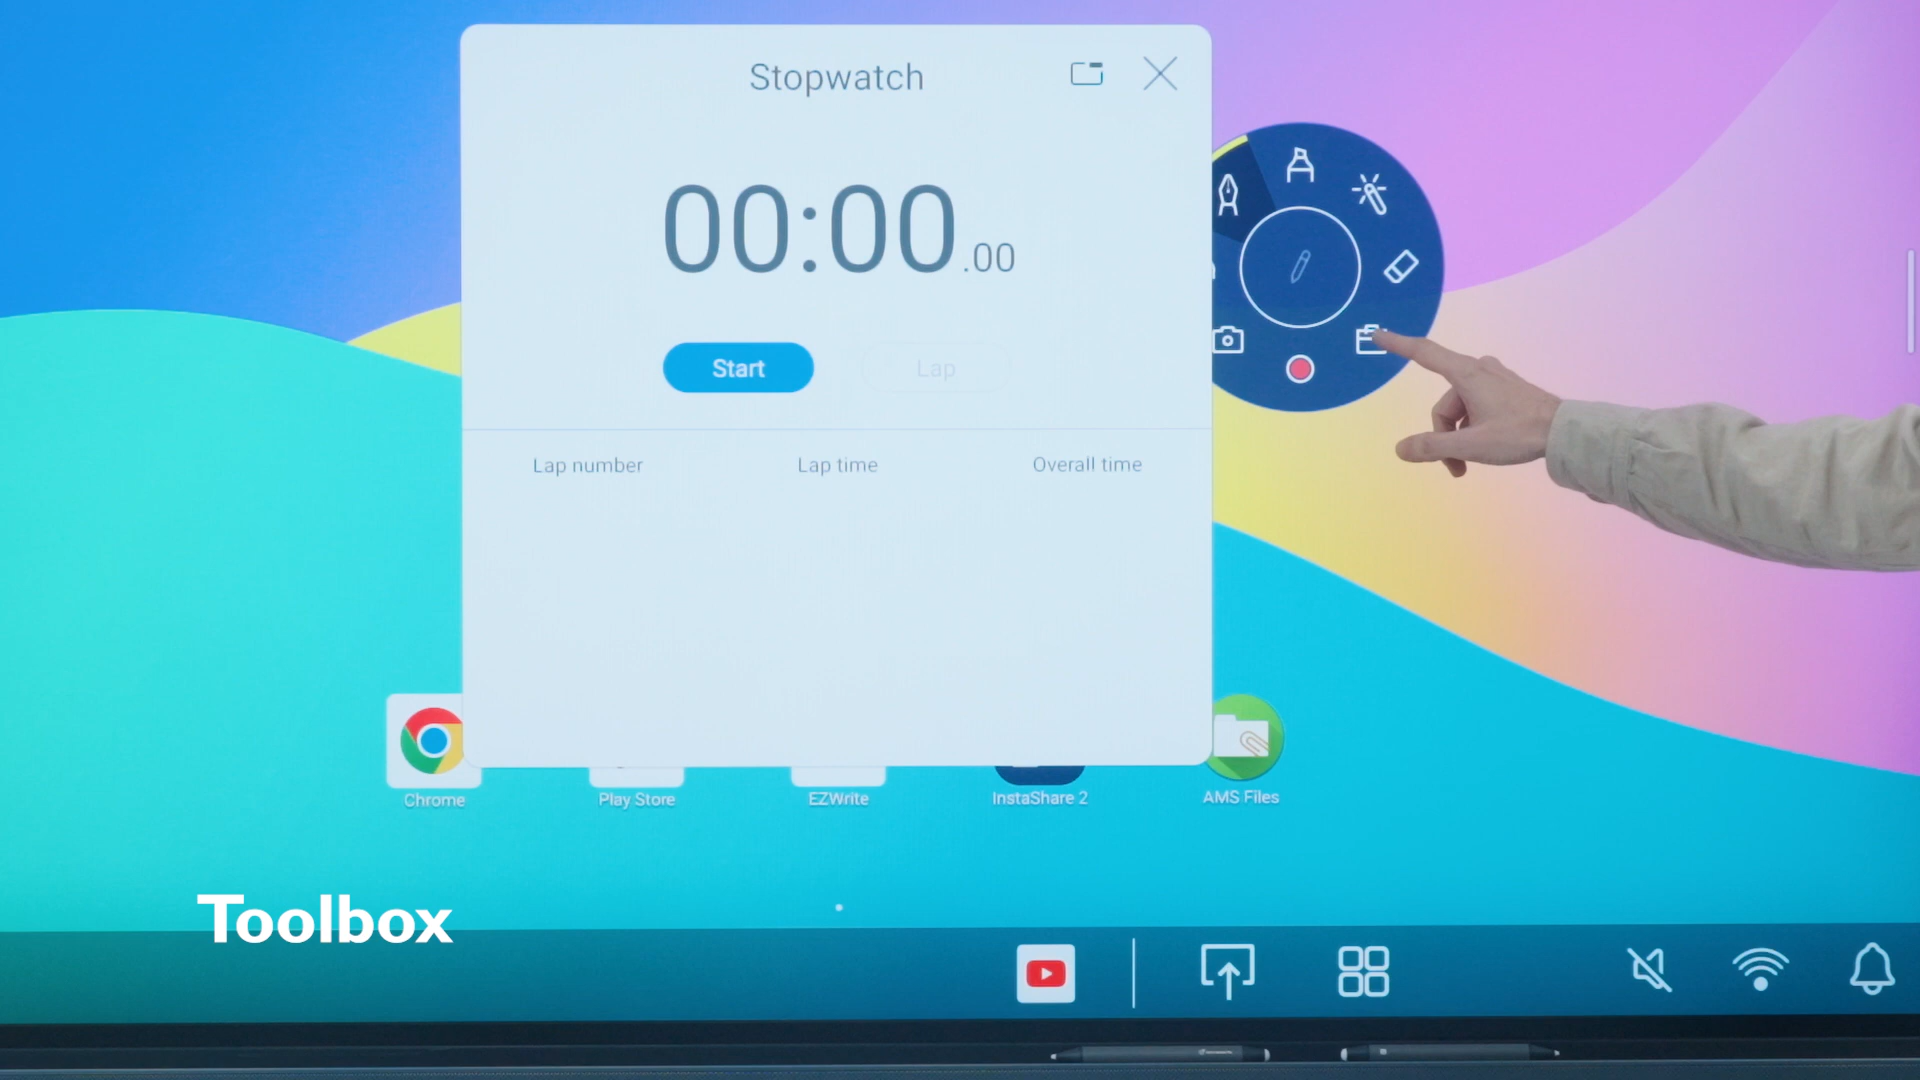 Stopwatch
00:00.00
Start
Lap
Lap number
Lap time
Overall time
Chrome
Play Store
EZWrite
InstaShare 2
AMS Files
Toolbox